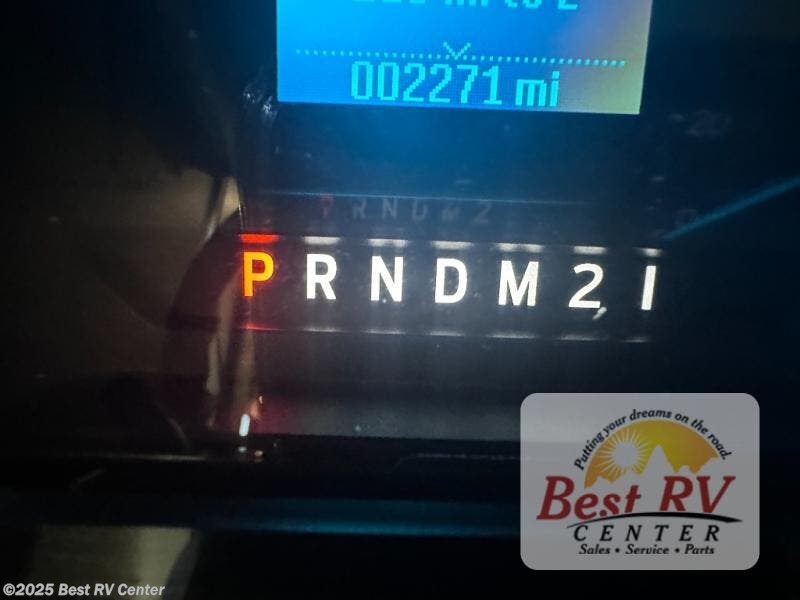 002271 mi
P R N D M 2 1
P R N D M 2
Putting your dreams on the road.
Best RV
CENTER
Sales • Service • Parts
©2025 Best RV Center